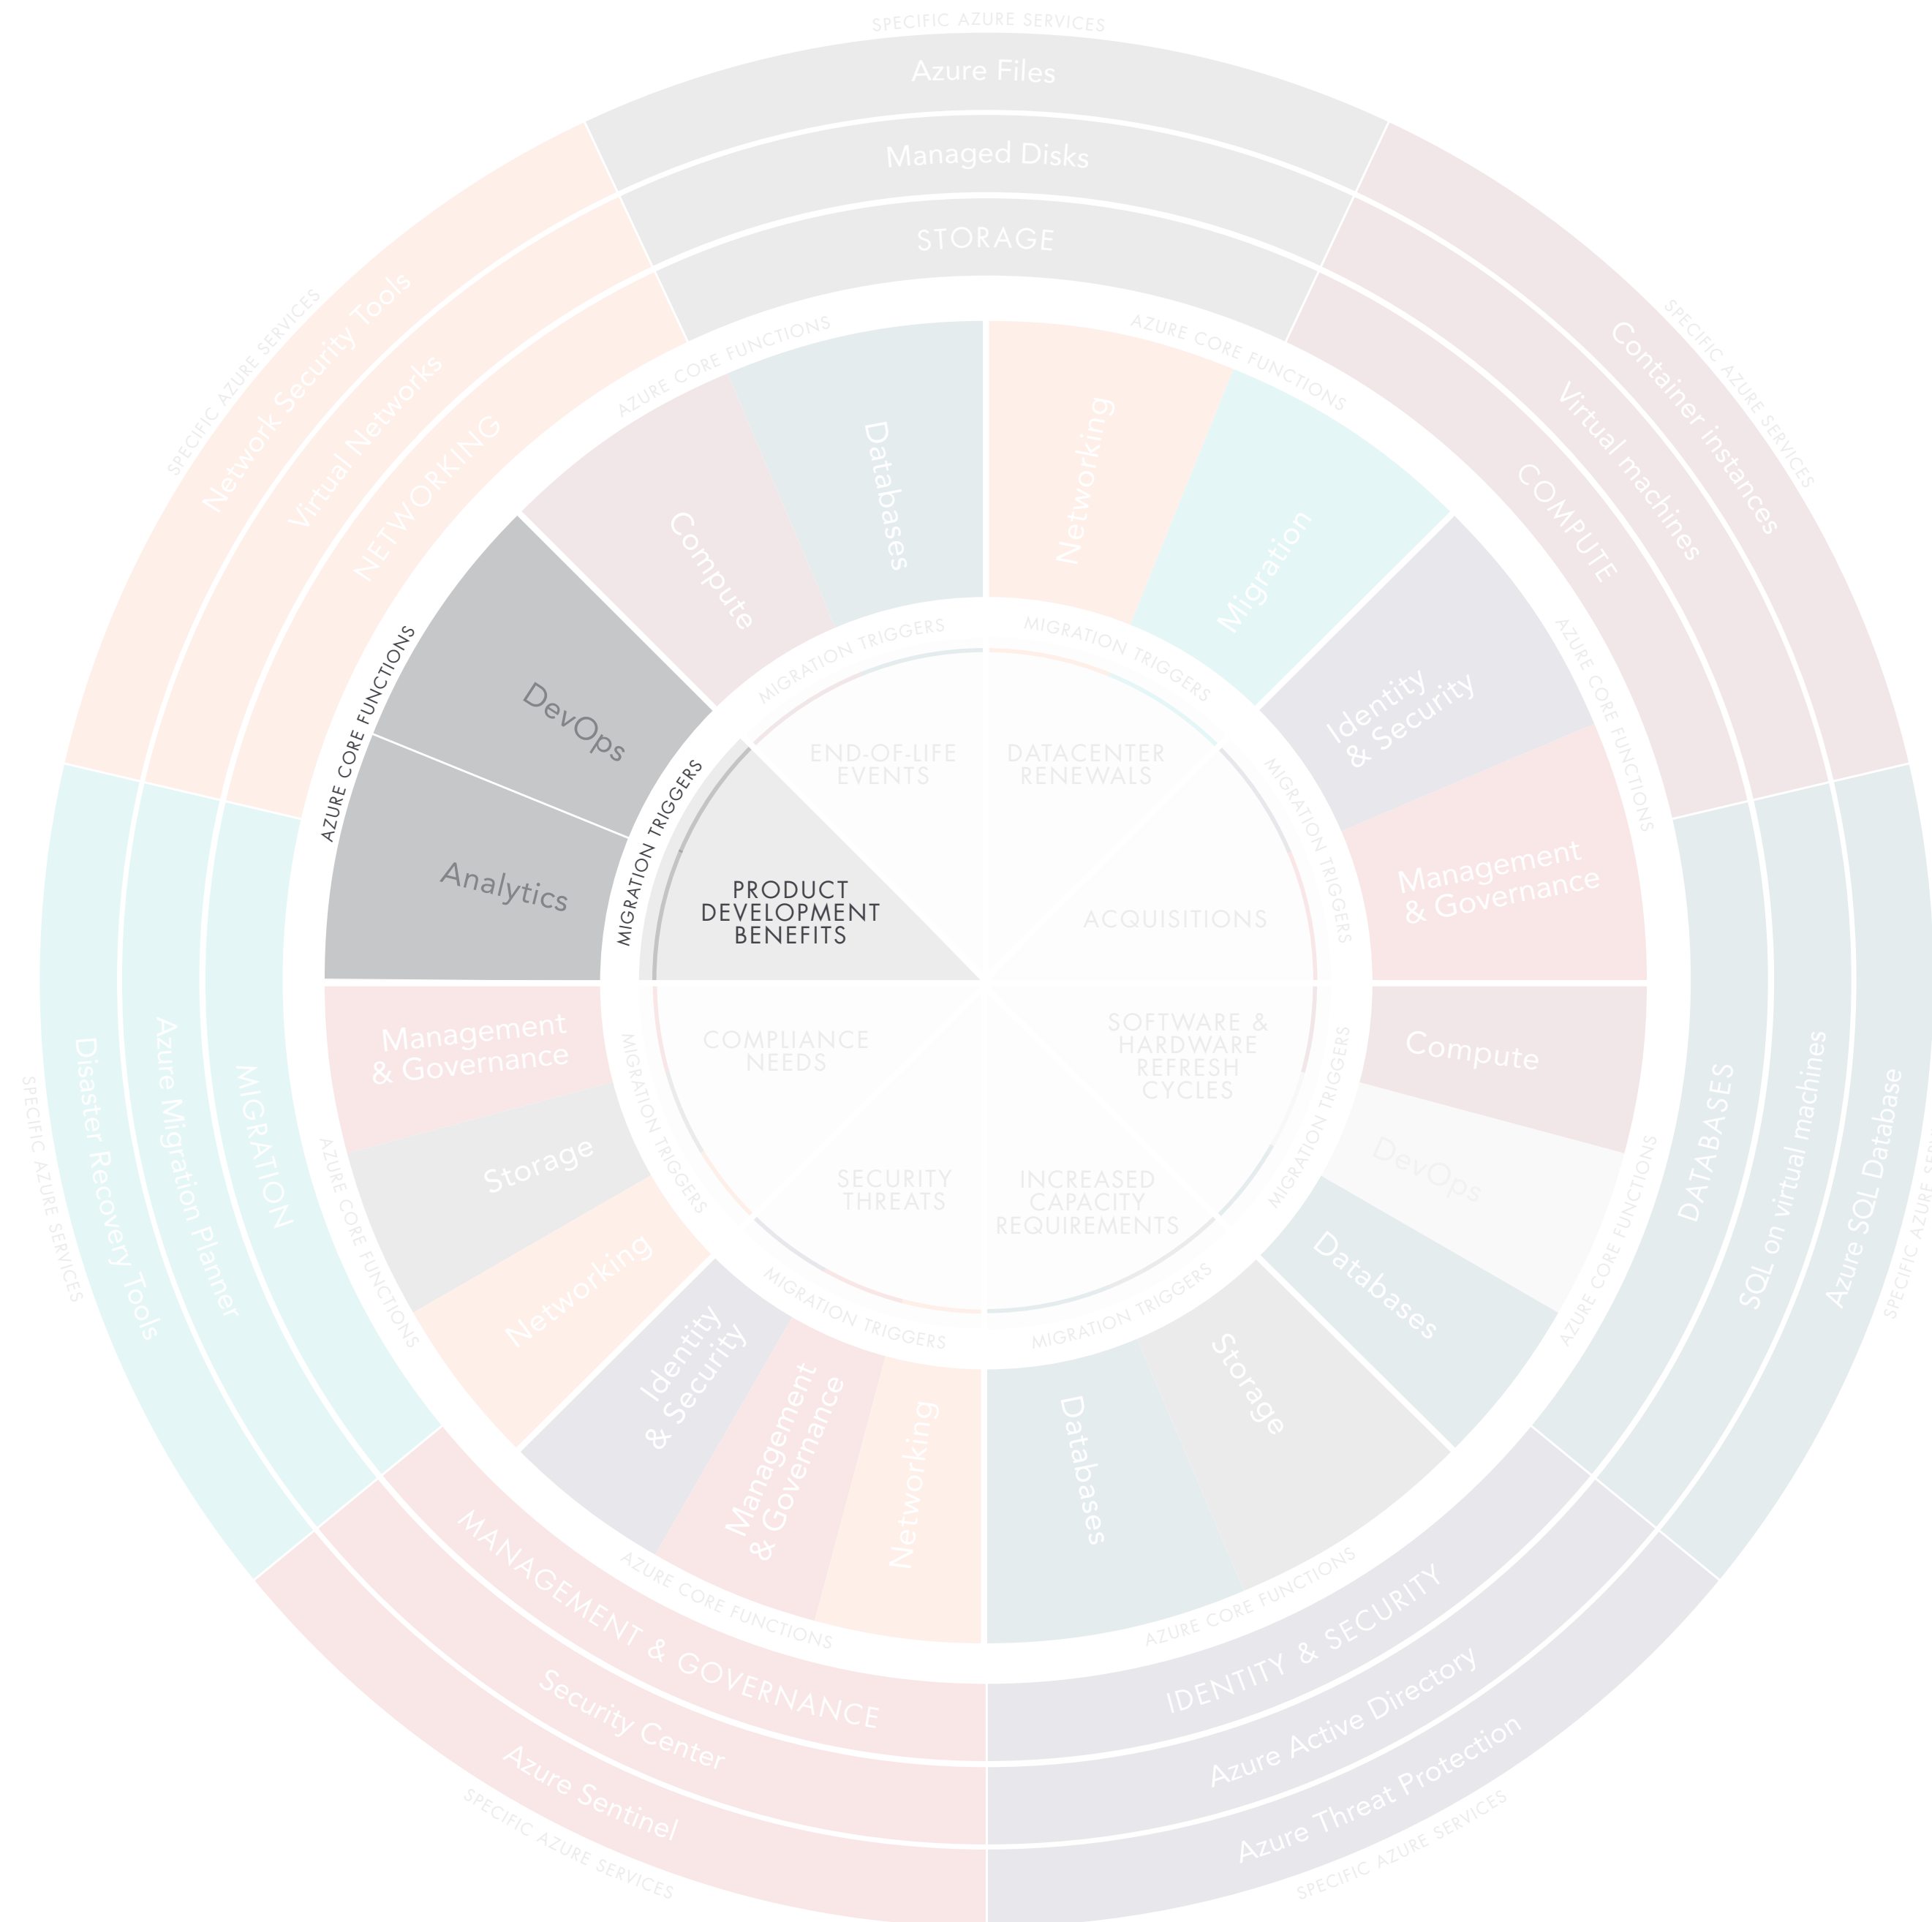 SPECIFIC AZURE SERVICES
Azure Files
Managed Disks
STORAGE
SPECIFIC AZURE SERVICES
Container instances
Virtual machines
COMPUTE
SPECIFIC AZURE SERVICES
Azure SQL Database
SQL on virtual machines
DATABASES
SPECIFIC AZURE SERVICES
Azure Threat Protection
Azure Active Directory
IDENTITY & SECURITY
SPECIFIC AZURE SERVICES
Azure Sentinel
Security Center
MANAGEMENT & GOVERNANCE
SPECIFIC AZURE SERVICES
Disaster Recovery Tools
Azure Migration Planner
MIGRATION
SPECIFIC AZURE SERVICES
Network Security Tools
Virtual Networks
NETWORKING
AZURE CORE FUNCTIONS
Networking
Migration
MIGRATION TRIGGERS
DATACENTER
RENEWALS
AZURE CORE FUNCTIONS
Identity
& Security
Management
& Governance
MIGRATION TRIGGERS
ACQUISITIONS
AZURE CORE FUNCTIONS
Compute
DevOps
Databases
MIGRATION TRIGGERS
SOFTWARE &
HARDWARE
REFRESH
CYCLES
AZURE CORE FUNCTIONS
Storage
Databases
MIGRATION TRIGGERS
INCREASED
CAPACITY
REQUIREMENTS
AZURE CORE FUNCTIONS
Networking
Management
& Governance
Identity
& Security
MIGRATION TRIGGERS
SECURITY
THREATS
AZURE CORE FUNCTIONS
Networking
Storage
Management
& Governance
MIGRATION TRIGGERS
COMPLIANCE
NEEDS
AZURE CORE FUNCTIONS
Analytics
DevOps
MIGRATION TRIGGERS
PRODUCT
DEVELOPMENT
BENEFITS
AZURE CORE FUNCTIONS
Compute
Databases
MIGRATION TRIGGERS
END-OF-LIFE
EVENTS